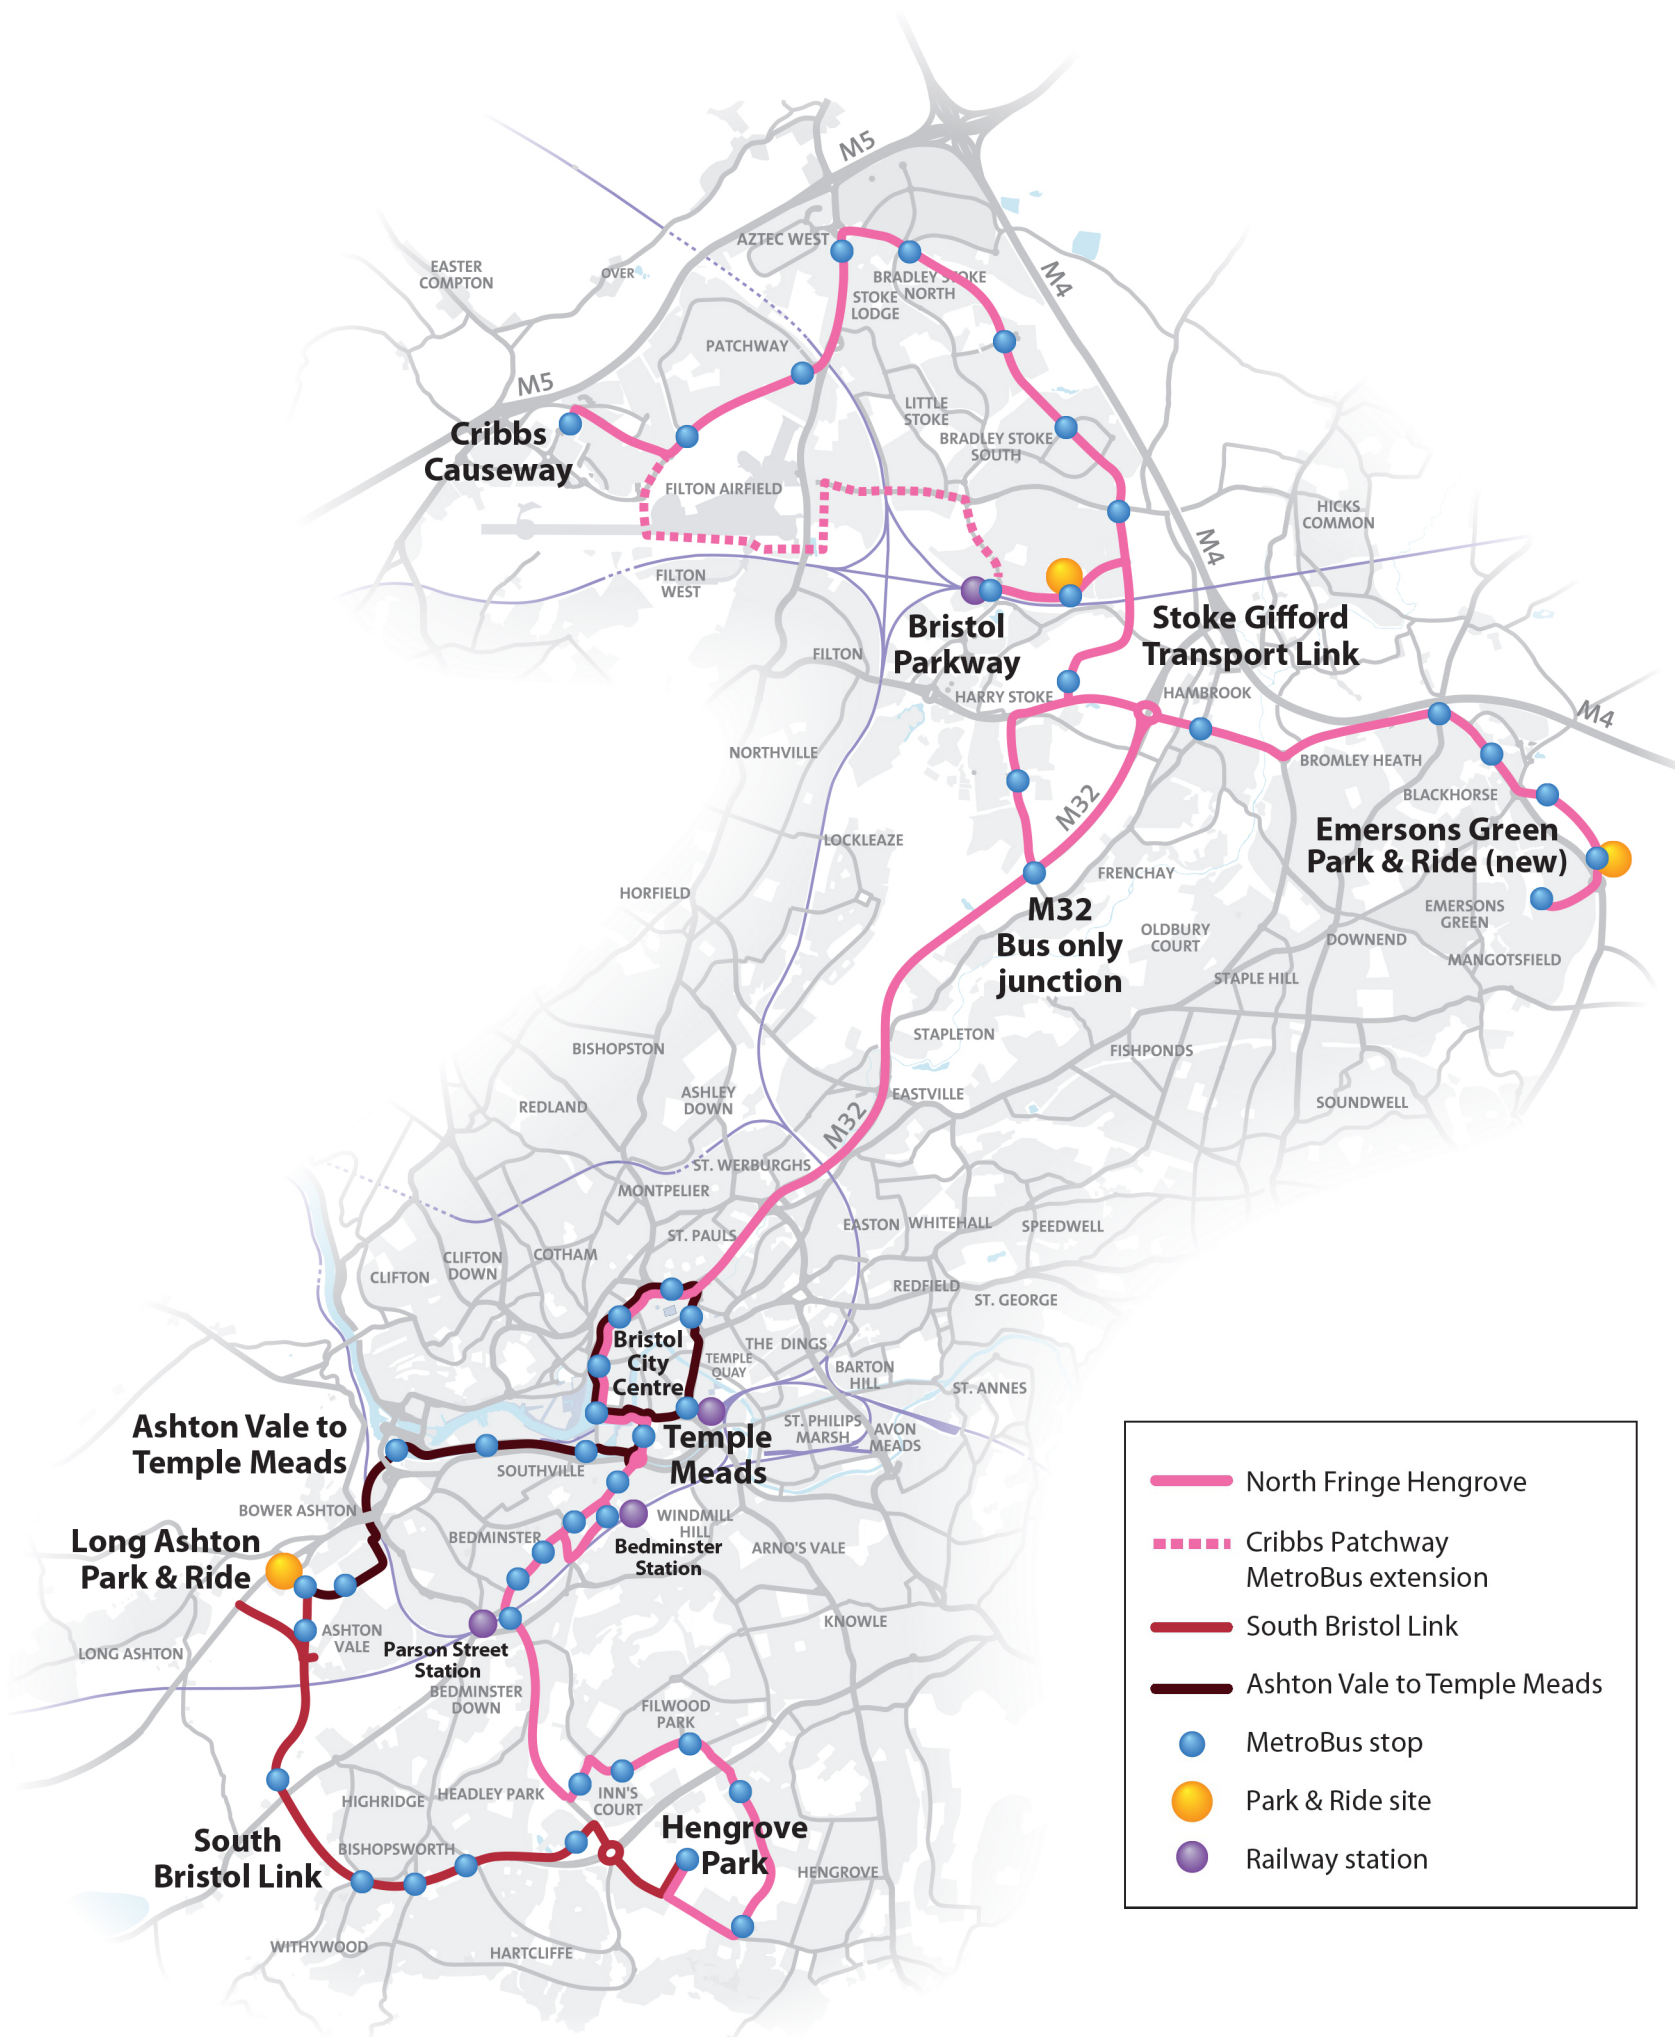 M5
AZTEC WEST
EASTER
COMPTON
OVER
BRADLEY STOKE
NORTH
M4
STOKE
LODGE
PATCHWAY
M5
LITTLE
STOKE
Cribbs
Causeway
BRADLEY STOKE
SOUTH
FILTON AIRFIELD
HICKS
COMMON
M4
FILTON
WEST
Bristol
Parkway
Stoke Gifford
Transport Link
FILTON
HARRY STOKE
HAMBROOK
M4
NORTHVILLE
BROMLEY HEATH
BLACKHORSE
M32
Emersons Green
Park & Ride (new)
LOCKLEAZE
FRENCHAY
HORFIELD
M32
Bus only
junction
EMERSONS
GREEN
OLDBURY
COURT
DOWNEND
MANGOTSFIELD
STAPLE HILL
STAPLETON
BISHOPSTON
FISHPONDS
ASHLEY
DOWN
EASTVILLE
REDLAND
SOUNDWELL
M32
ST. WERBURGHS
MONTPELIER
EASTON
WHITEHALL
SPEEDWELL
ST. PAULS
COTHAM
CLIFTON
DOWN
CLIFTON
REDFIELD
ST. GEORGE
Bristol
City
Centre
THE DINGS
TEMPLE
QUAY
BARTON
HILL
ST. ANNES
Ashton Vale to
Temple Meads
ST. PHILIPS
MARSH
AVON
MEADS
Temple
Meads
SOUTHVILLE
BOWER ASHTON
WINDMILL
HILL
BEDMINSTER
Long Ashton
Park & Ride
Bedminster
Station
ARNO'S VALE
ASHTON
VALE
KNOWLE
LONG ASHTON
Parson Street
Station
BEDMINSTER
DOWN
FILWOOD
PARK
HIGHRIDGE
HEADLEY PARK
INN'S
COURT
South
Bristol Link
BISHOPSWORTH
Hengrove
Park
HENGROVE
WITHYWOOD
HARTCLIFFE
North Fringe Hengrove
Cribbs Patchway
MetroBus extension
South Bristol Link
Ashton Vale to Temple Meads
MetroBus stop
Park & Ride site
Railway station